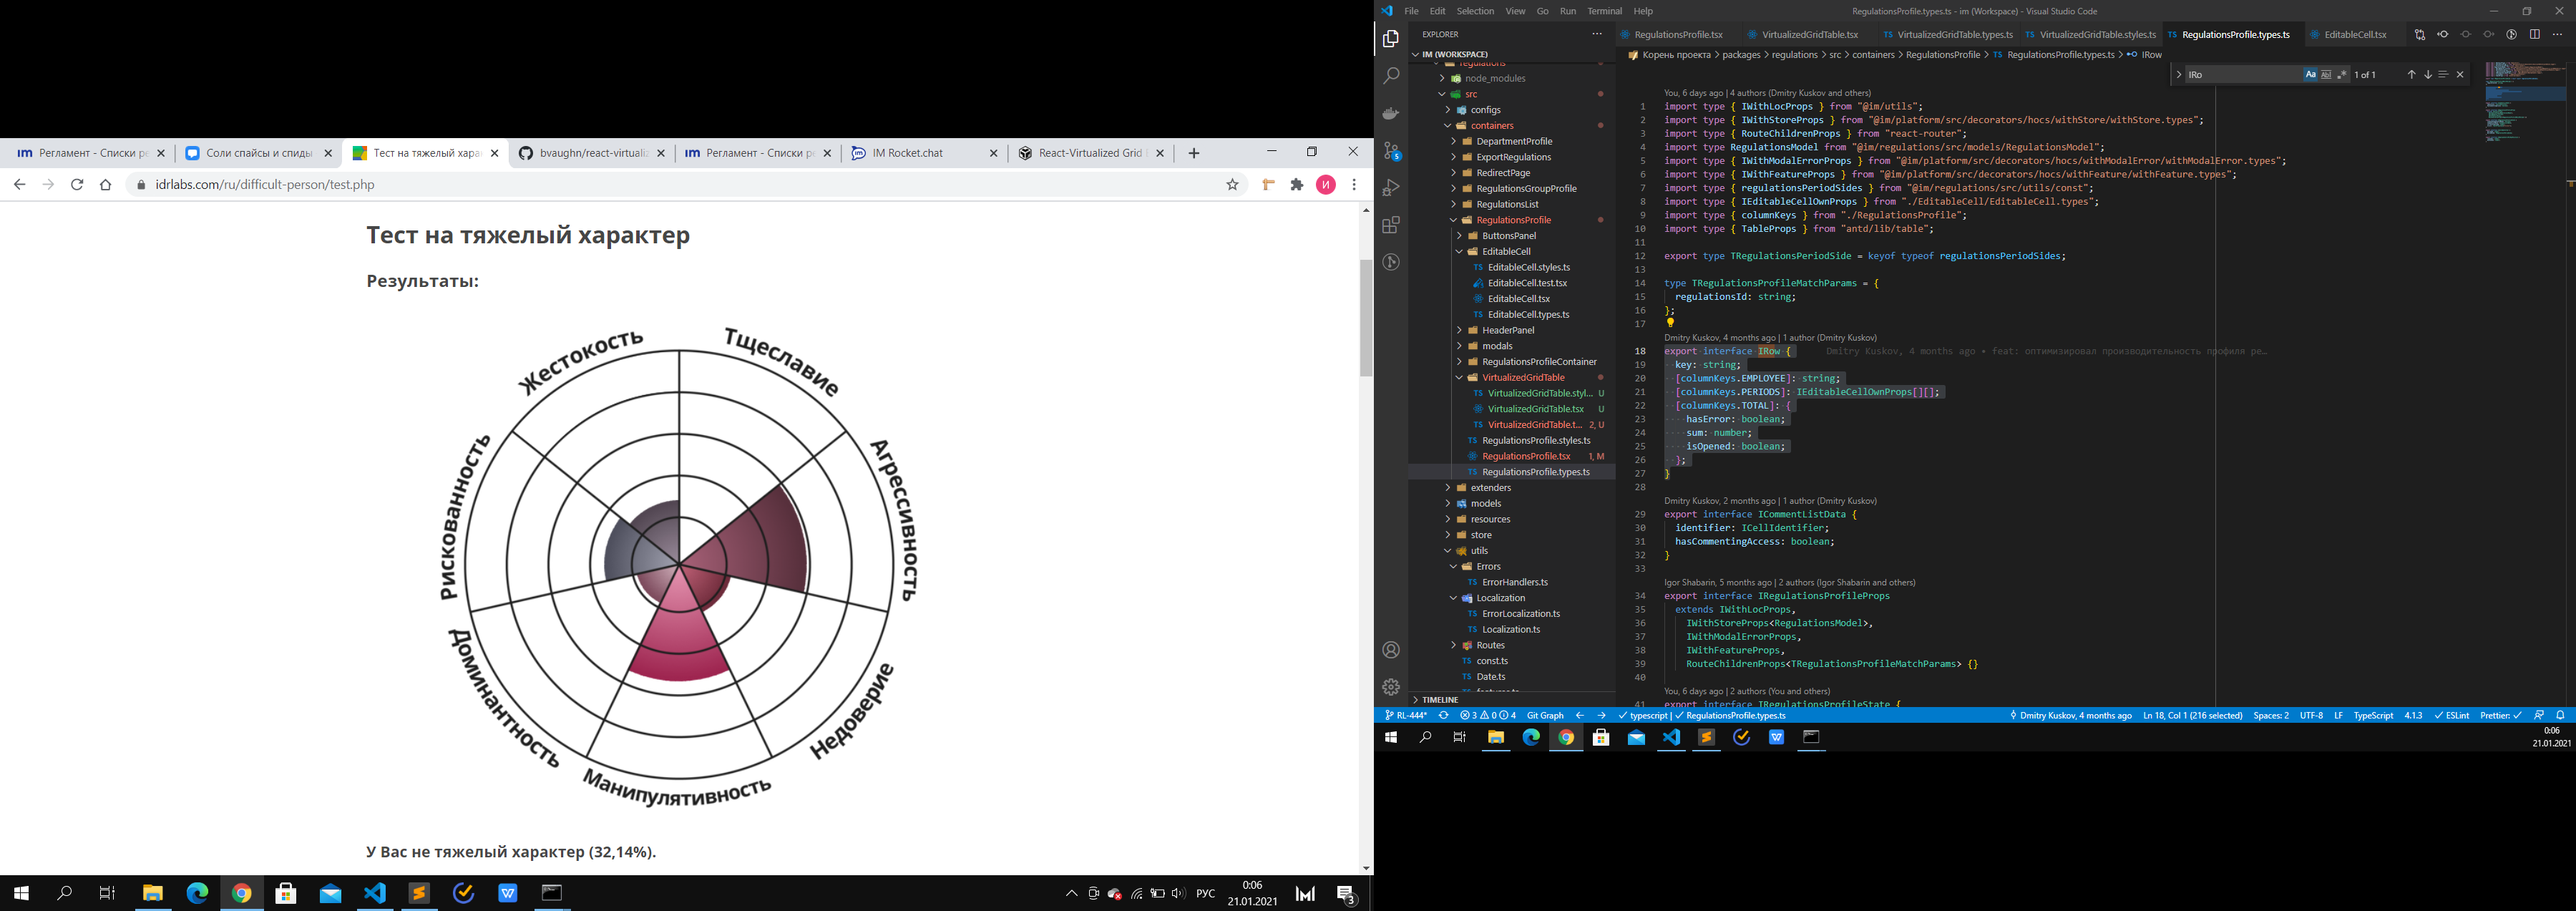 Регламент - Списки ре
Соли спайсы и спиды
Тест на тяжелый харак
bvaughn/react-virtualiz
Регламент - Списки ре
IM Rocket.chat
React-Virtualized Grid
idrlabs.com/ru/difficult-person/test.php
И
Тест на тяжелый характер
Результаты:
Жестокость
Тщеславие
Агрессивность
Недоверие
Манипулятивность
Доминантность
Рискованность
У Вас не тяжелый характер (32,14%).
РУС
0:06
21.01.2021
3
File Edit Selection View Go Run Terminal Help
RegulationsProfile.types.ts - im (Workspace) - Visual Studio Code
EXPLORER
IM (WORKSPACE)
regulations
node_modules
src
configs
containers
DepartmentProfile
ExportRegulations
RedirectPage
RegulationsGroupProfile
RegulationsList
RegulationsProfile
ButtonsPanel
EditableCell
TS EditableCell.styles.ts
EditableCell.test.tsx
EditableCell.tsx
TS EditableCell.types.ts
HeaderPanel
modals
RegulationsProfileContainer
VirtualizedGridTable
TS VirtualizedGridTable.styl... U
VirtualizedGridTable.tsx U
TS VirtualizedGridTable.t... 2, U
TS RegulationsProfile.styles.ts
RegulationsProfile.tsx 1, M
TS RegulationsProfile.types.ts
extenders
models
resources
store
utils
Errors
TS ErrorHandlers.ts
Localization
TS ErrorLocalization.ts
TS Localization.ts
Routes
TS const.ts
TS Date.ts
TIMELINE
RegulationsProfile.tsx
VirtualizedGridTable.tsx
TS VirtualizedGridTable.types.ts
TS VirtualizedGridTable.styles.ts
TS RegulationsProfile.types.ts
EditableCell.tsx
Корень проекта > packages > regulations > src > containers > RegulationsProfile > TS RegulationsProfile.types.ts > IRow
IRo
Aa
1 of 1
You, 6 days ago | 4 authors (Dmitry Kuskov and others)
1 import type { IWithLocProps } from "@im/utils";
2 import type { IWithStoreProps } from "@im/platform/src/decorators/hocs/withStore/withStore.types";
3 import type { RouteChildrenProps } from "react-router";
4 import type RegulationsModel from "@im/regulations/src/models/RegulationsModel";
5 import type { IWithModalErrorProps } from "@im/platform/src/decorators/hocs/withModalError/withModalError.types";
6 import type { IWithFeatureProps } from "@im/platform/src/decorators/hocs/withFeature/withFeature.types";
7 import type { regulationsPeriodSides } from "@im/regulations/src/utils/const";
8 import type { IEditableCellOwnProps } from "./EditableCell/EditableCell.types";
9 import type { columnKeys } from "./RegulationsProfile";
10 import type { TableProps } from "antd/lib/table";
11
12 export type TRegulationsPeriodSide = keyof typeof regulationsPeriodSides;
13
14 type TRegulationsProfileMatchParams = {
15 regulationsId: string;
16 };
17
Dmitry Kuskov, 4 months ago | 1 author (Dmitry Kuskov)
18 export interface IRow { Dmitry Kuskov, 4 months ago • feat: оптимизировал производительность профиля ре…
19 key: string;
20 [columnKeys.EMPLOYEE]: string;
21 [columnKeys.PERIODS]: IEditableCellOwnProps[][];
22 [columnKeys.TOTAL]: {
23 hasError: boolean;
24 sum: number;
25 isOpened: boolean;
26 };
27 }
28
Dmitry Kuskov, 2 months ago | 1 author (Dmitry Kuskov)
29 export interface ICommentListData {
30 identifier: ICellIdentifier;
31 hasCommentingAccess: boolean;
32 }
33
Igor Shabarin, 5 months ago | 2 authors (Igor Shabarin and others)
34 export interface IRegulationsProfileProps
35 extends IWithLocProps,
36 IWithStoreProps<RegulationsModel>,
37 IWithModalErrorProps,
38 IWithFeatureProps,
39 RouteChildrenProps<TRegulationsProfileMatchParams> {}
40
You, 6 days ago | 2 authors (You and others)
41 export interface IRegulationsProfileState {
RL-444* 3 0 4 Git Graph typescript | RegulationsProfile.types.ts
Dmitry Kuskov, 4 months ago Ln 18, Col 1 (216 selected) Spaces: 2 UTF-8 LF TypeScript 4.1.3 ESLint Prettier:
0:06
21.01.2021